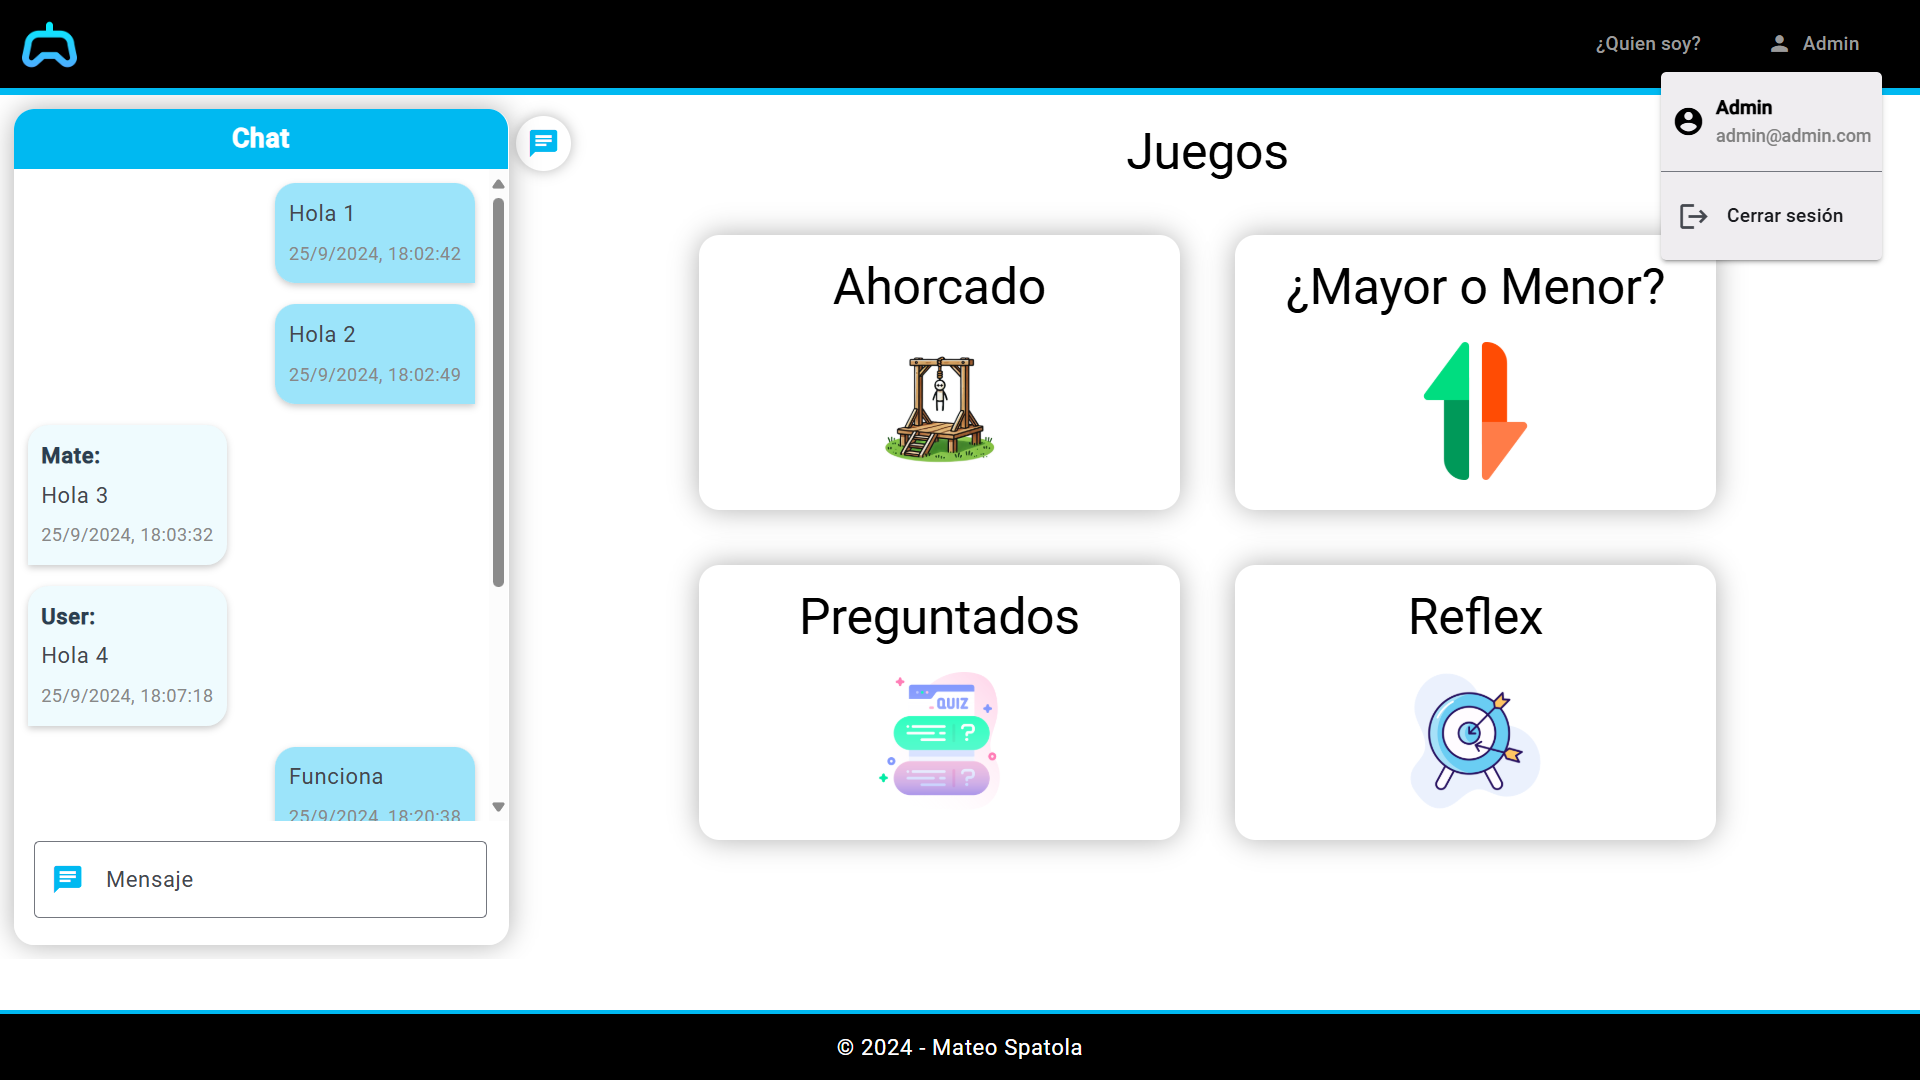 ¿Quien soy?
Admin
Admin
admin@admin.com
Cerrar sesión
Chat
Hola 1
25/9/2024, 18:02:42
Hola 2
25/9/2024, 18:02:49
Mate:
Hola 3
25/9/2024, 18:03:32
User:
Hola 4
25/9/2024, 18:07:18
Funciona
25/9/2024, 18:20:38
Mensaje
Juegos
Ahorcado
¿Mayor o Menor?
Preguntados
QUIZ
?
?
Reflex
© 2024 - Mateo Spatola